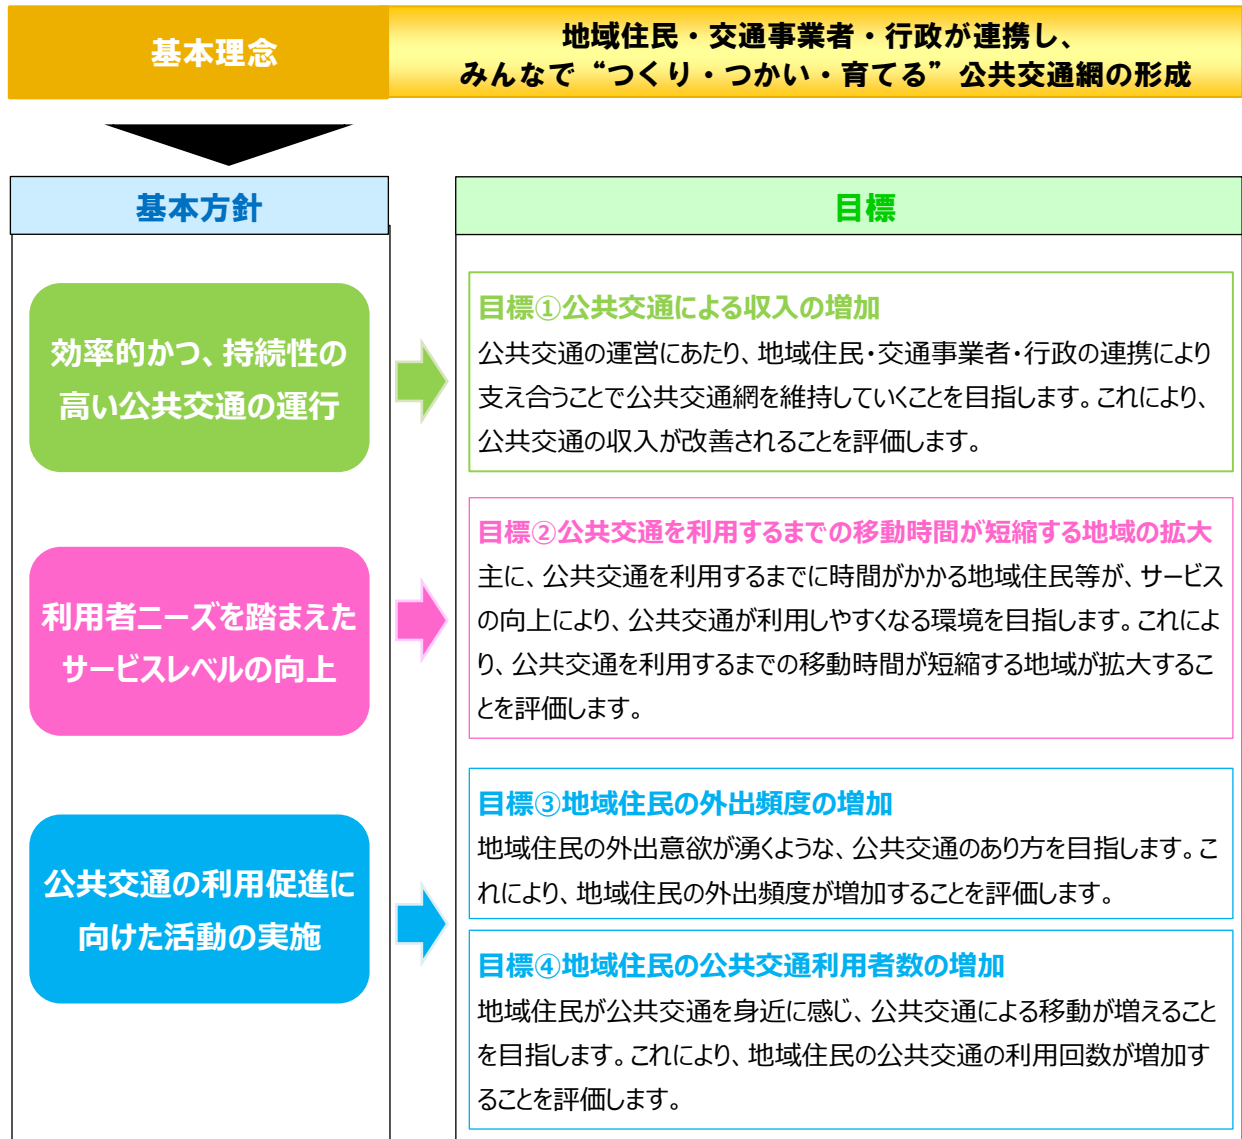 基本理念
地域住民・交通事業者・行政が連携し、
みんなで“つくり・つかい・育てる”公共交通網の形成
基本方針
目標
効率的かつ、持続性の
高い公共交通の運行
目標①公共交通による収入の増加
公共交通の運営にあたり、地域住民・交通事業者・行政の連携により
支え合うことで公共交通網を維持していくことを目指します。これにより、
公共交通の収入が改善されることを評価します。
利用者ニーズを踏まえた
サービスレベルの向上
目標②公共交通を利用するまでの移動時間が短縮する地域の拡大
主に、公共交通を利用するまでに時間がかかる地域住民等が、サービス
の向上により、公共交通が利用しやすくなる環境を目指します。これによ
り、公共交通を利用するまでの移動時間が短縮する地域が拡大するこ
とを評価します。
公共交通の利用促進に
向けた活動の実施
目標③地域住民の外出頻度の増加
地域住民の外出意欲が湧くような、公共交通のあり方を目指します。こ
れにより、地域住民の外出頻度が増加することを評価します。
目標④地域住民の公共交通利用者数の増加
地域住民が公共交通を身近に感じ、公共交通による移動が増えること
を目指します。これにより、地域住民の公共交通の利用回数が増加す
ることを評価します。